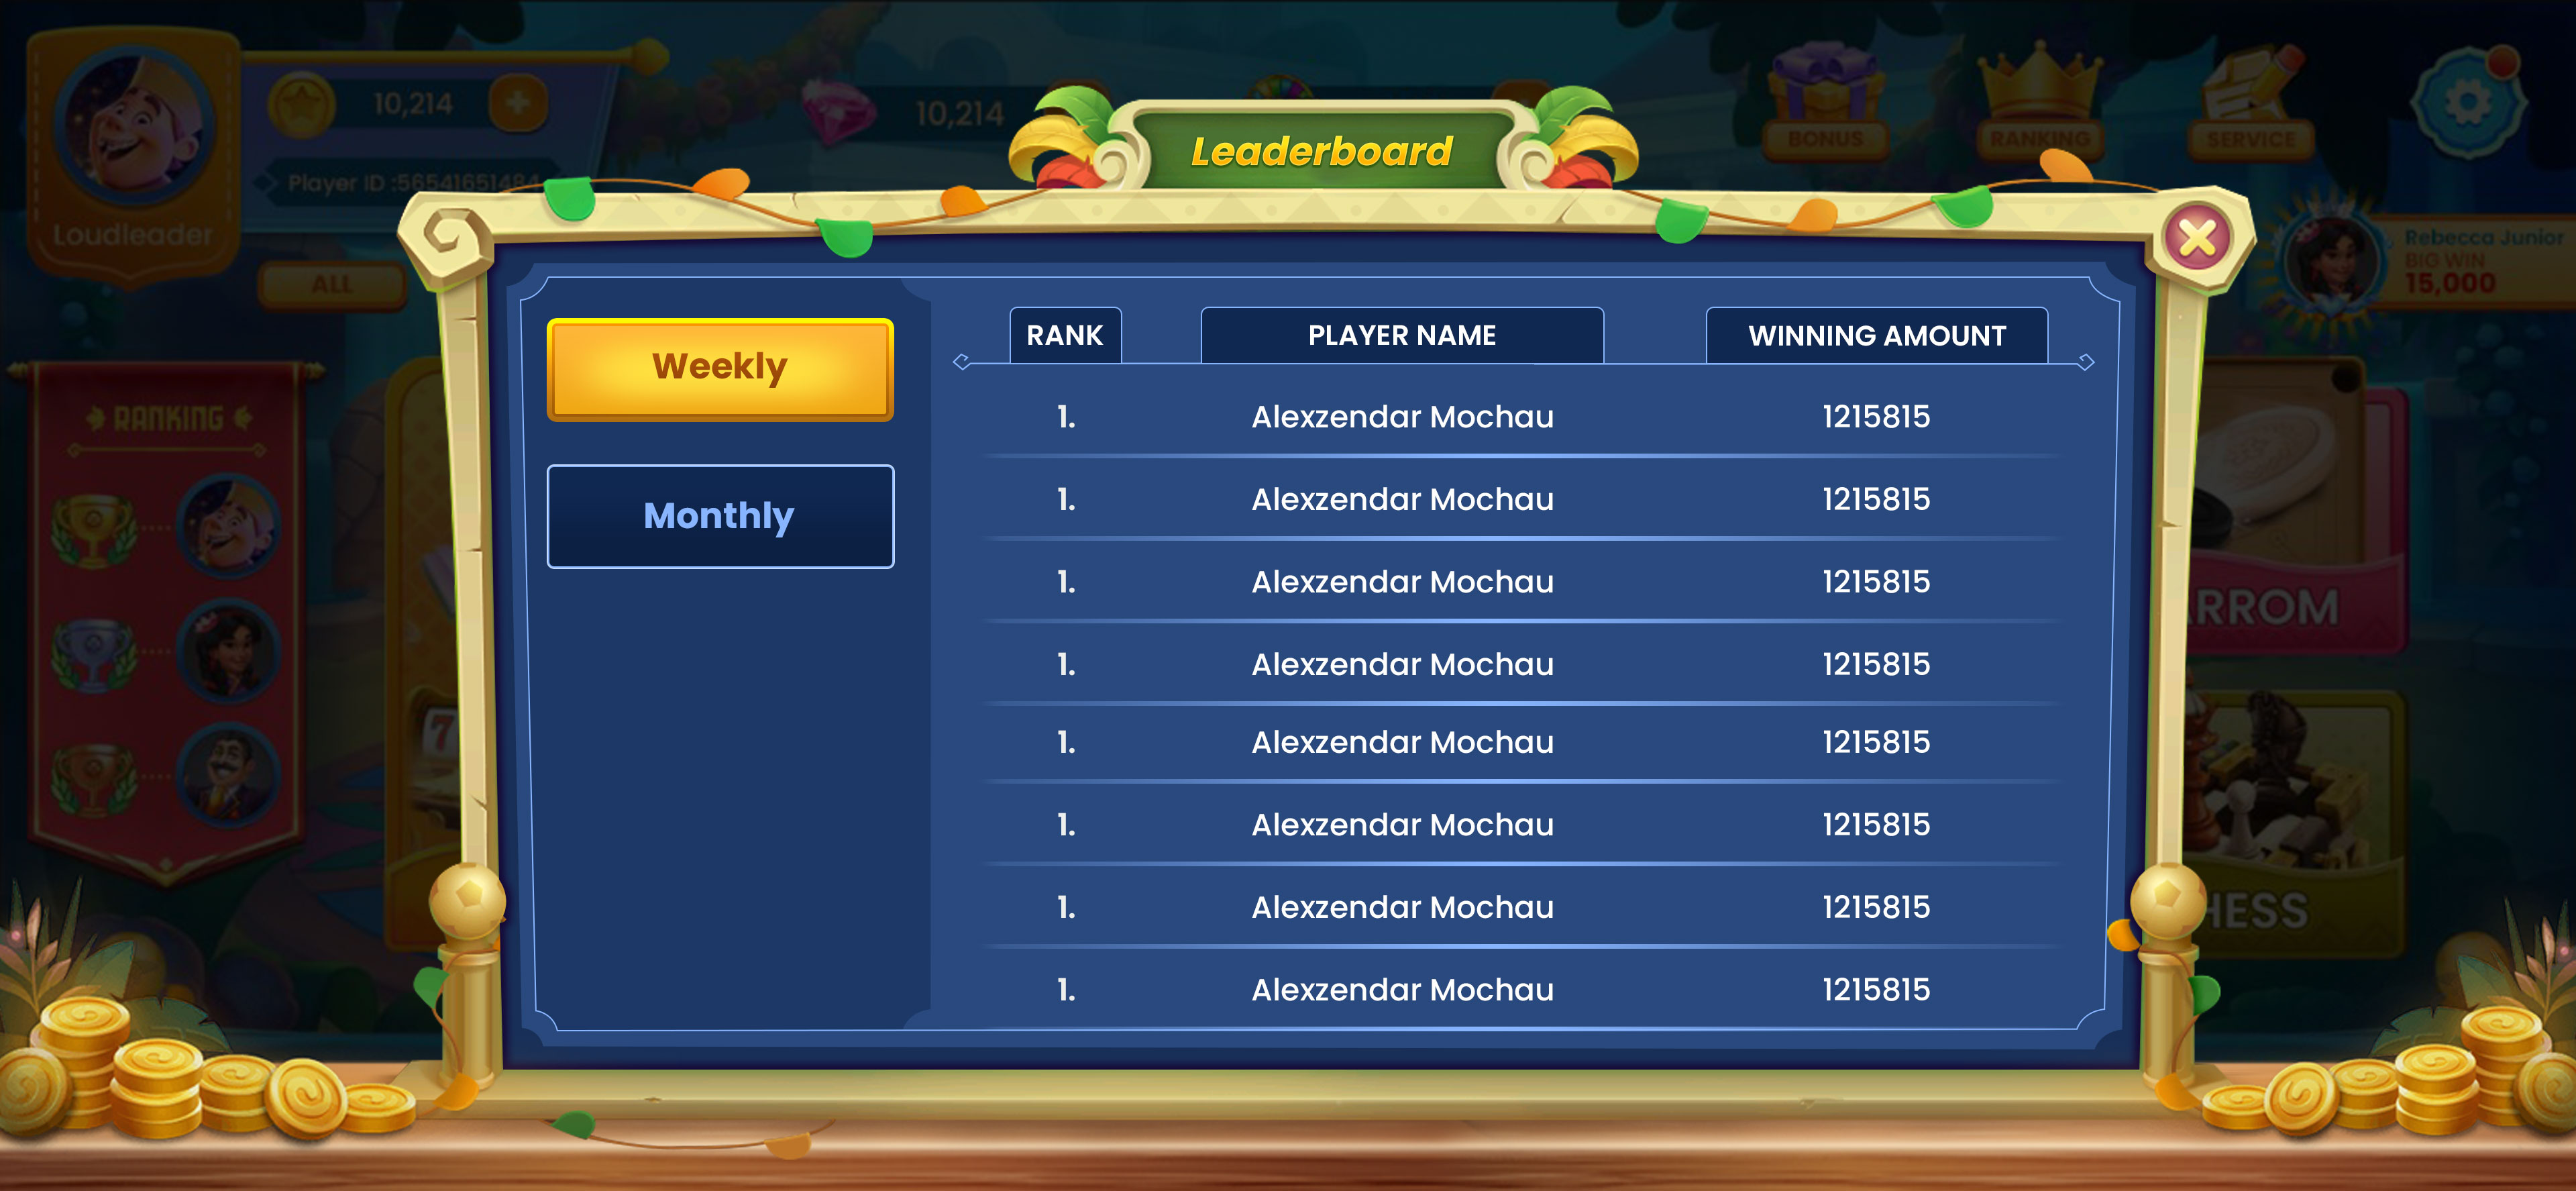 10,214
10,214
Player ID :56541651484
Loudleader
ALL
BONUS
RANKING
SERVICE
Leaderboard
Rebecca Junior
BIG WIN
15,000
RANKING
7
Weekly
Monthly
RANK PLAYER NAME WINNING AMOUNT
1. Alexzendar Mochau 1215815
1. Alexzendar Mochau 1215815
1. Alexzendar Mochau 1215815
1. Alexzendar Mochau 1215815
1. Alexzendar Mochau 1215815
1. Alexzendar Mochau 1215815
1. Alexzendar Mochau 1215815
1. Alexzendar Mochau 1215815
ARROM
HESS